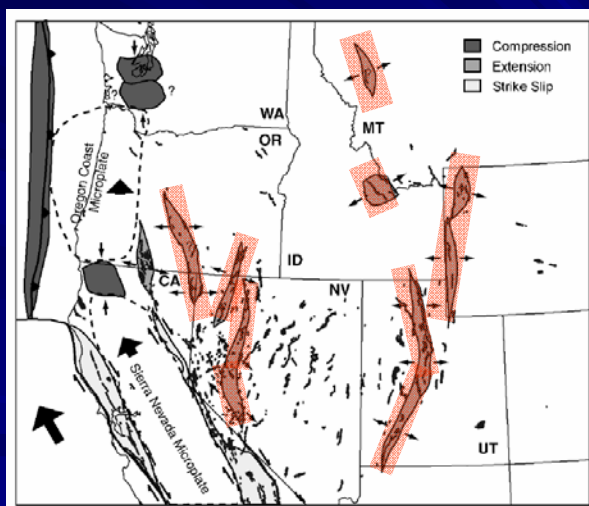 Compression
Extension
Strike Slip
?
?
?
WA
OR
MT
Oregon Coast
Microplate
ID
CA
NV
Sierra Nevada Microplate
UT